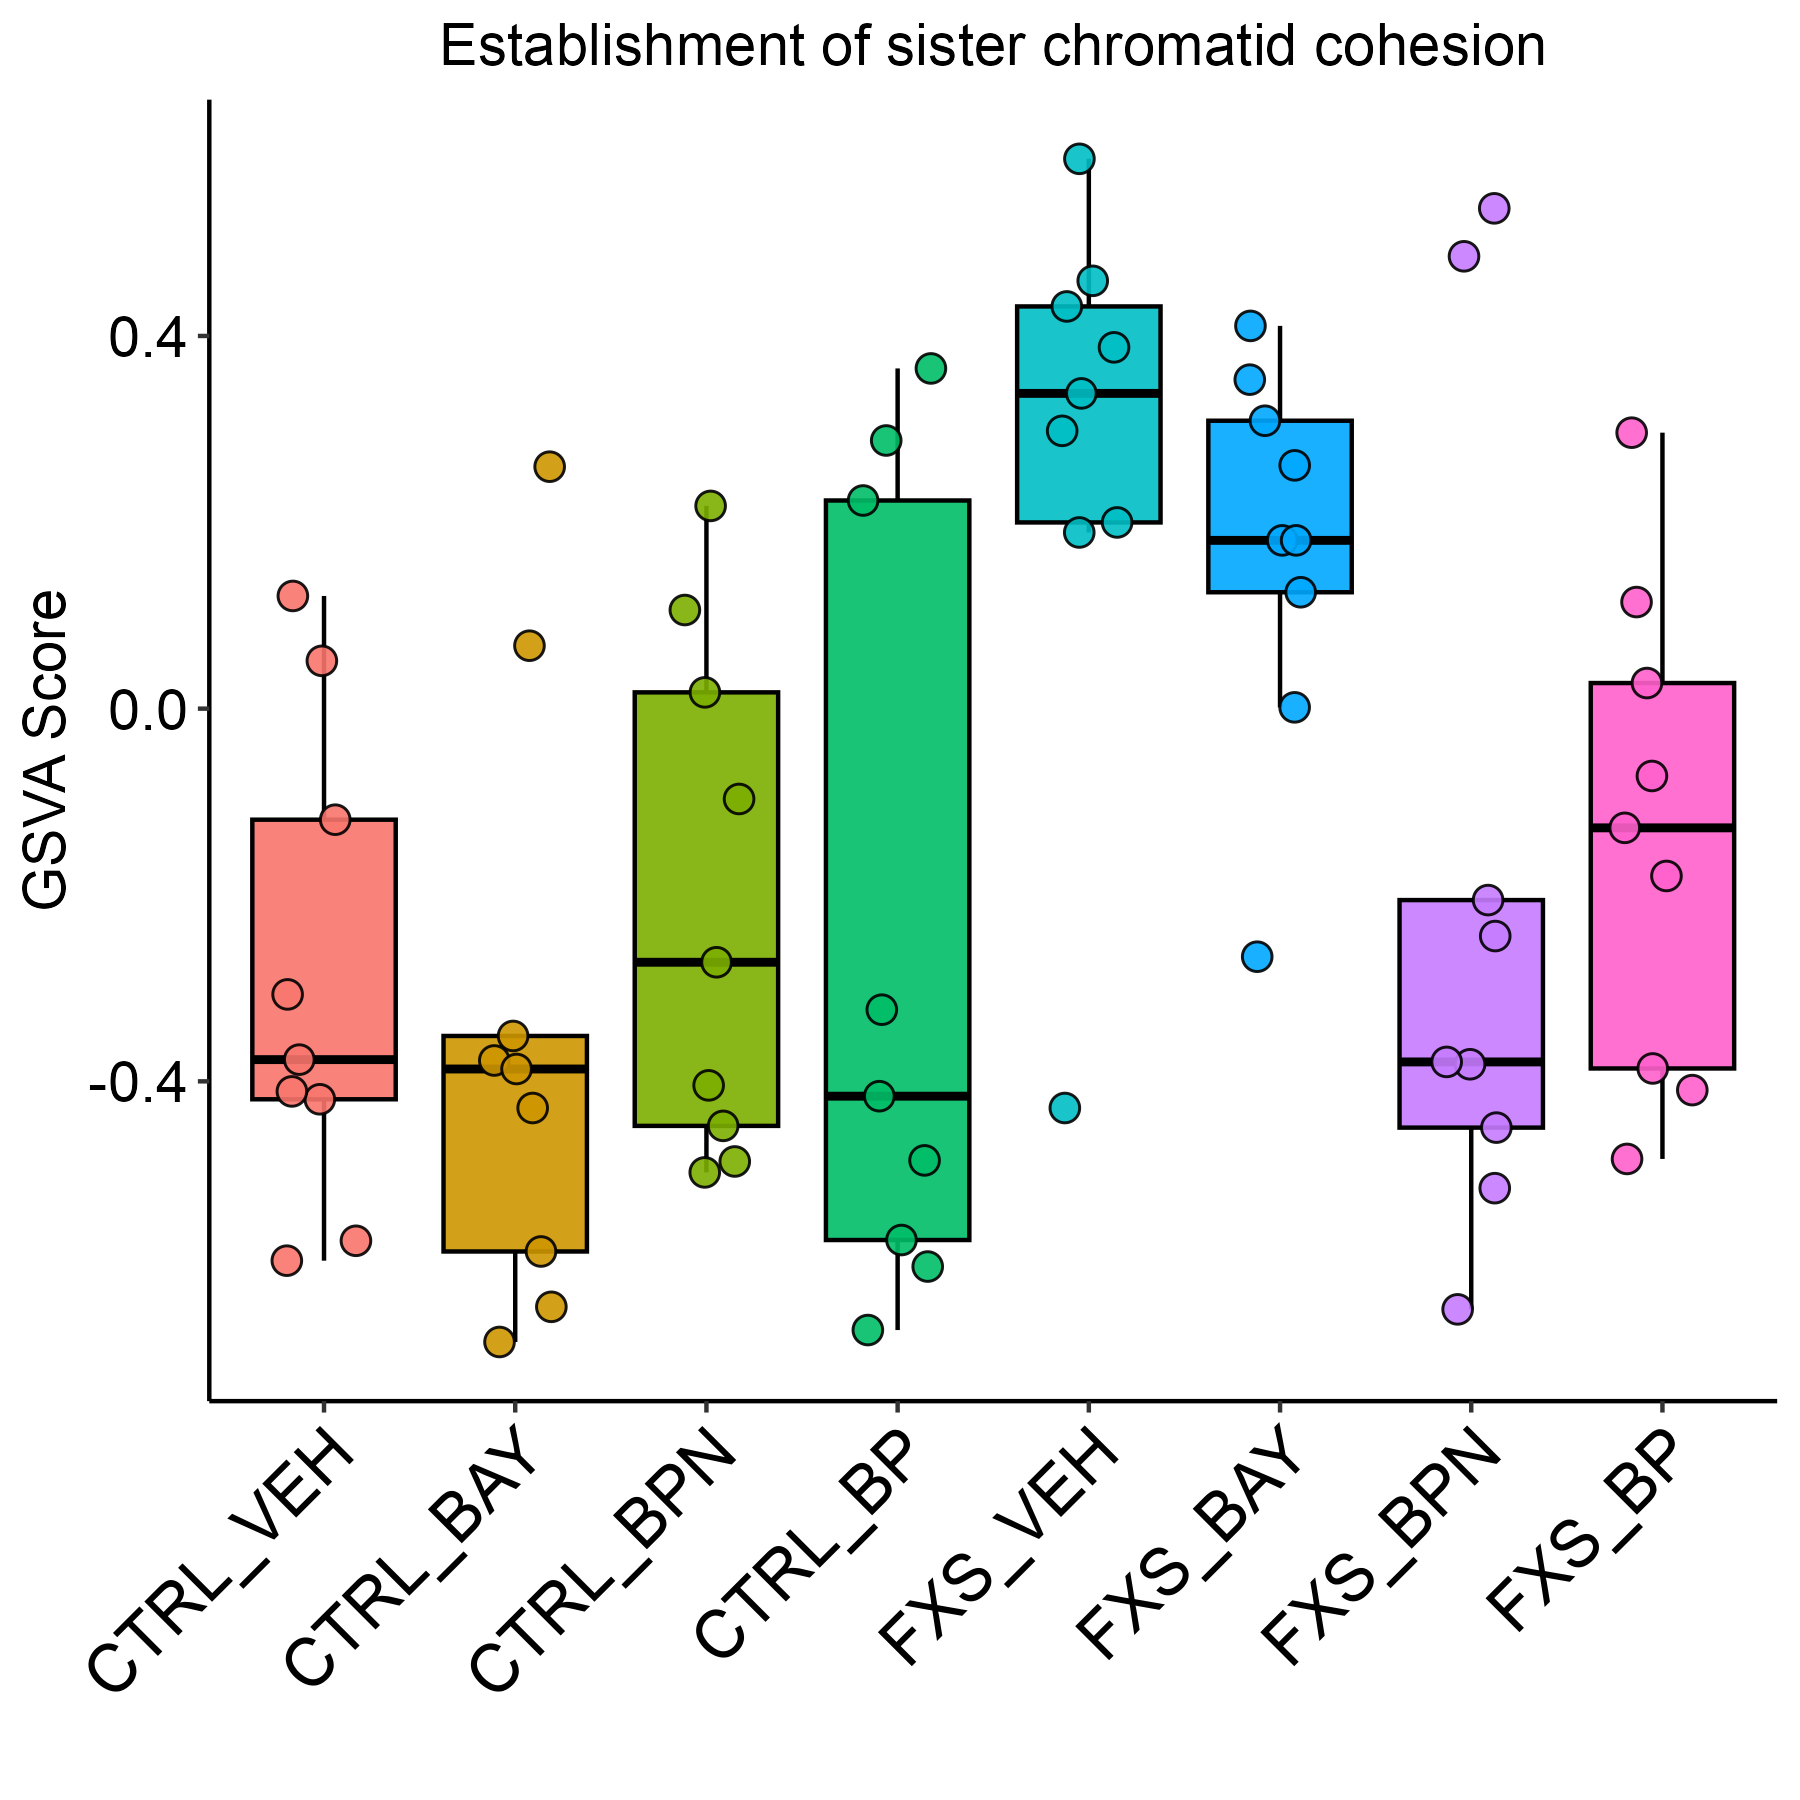 Establishment of sister chromatid cohesion
GSVA Score
0.4
0.0
-0.4
CTRL_VEH
CTRL_BAY
CTRL_BPN
CTRL_BP
FXS_VEH
FXS_BAY
FXS_BPN
FXS_BP